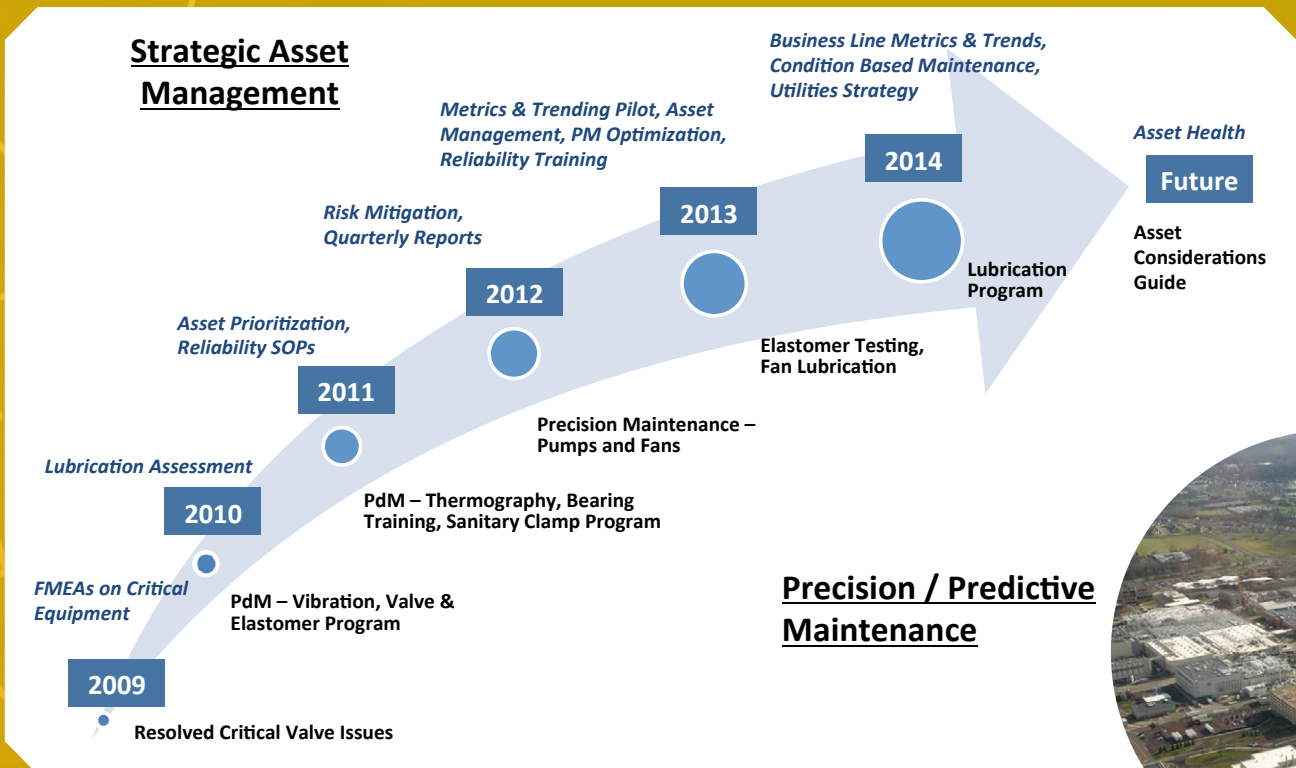 Strategic Asset
Management
Business Line Metrics & Trends,
Condition Based Maintenance,
Utilities Strategy
Metrics & Trending Pilot, Asset
Management, PM Optimization,
Reliability Training
Asset Health
2014
Future
2013
Risk Mitigation,
Quarterly Reports
Asset
Considerations
Guide
Lubrication
Program
2012
Asset Prioritization,
Reliability SOPs
Elastomer Testing,
Fan Lubrication
2011
Precision Maintenance –
Pumps and Fans
Lubrication Assessment
2010
PdM – Thermography, Bearing
Training, Sanitary Clamp Program
FMEAs on Critical
Equipment
PdM – Vibration, Valve &
Elastomer Program
Precision / Predictive
Maintenance
2009
Resolved Critical Valve Issues